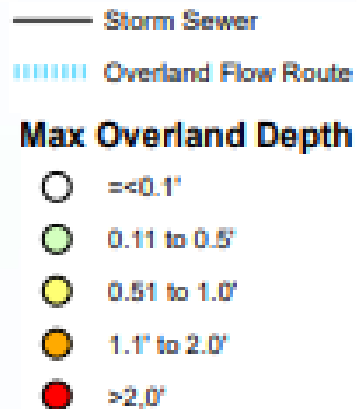 Storm Sewer
Overland Flow Route
Max Overland Depth
=<0.1'
0.11 to 0.5'
0.51 to 1.0'
1.1' to 2.0'
>2,0'